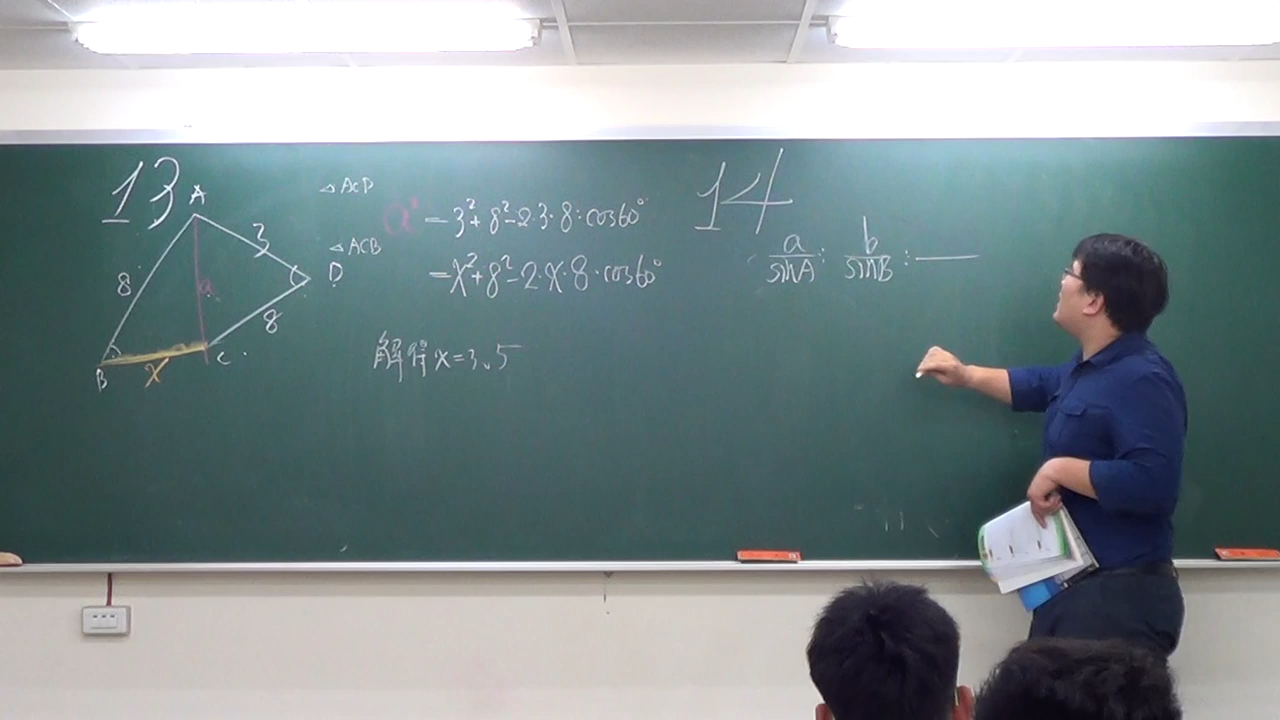 13
A
3
8
a
D
8
B
x
C
△ACD
a² = 3²+8²-2·3·8·cos60°
△ACB
= x²+8²-2·x·8·cos60°
解得x=3、5
14
a/sinA : b/sinB :